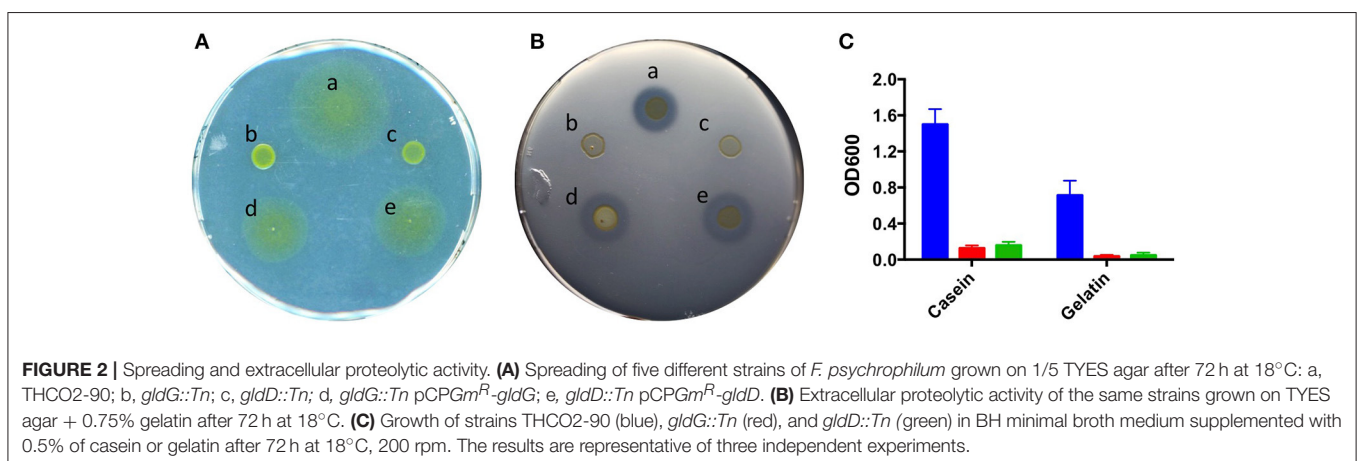 A
a
b
c
d
e
B
a
b
c
d
e
C
2.0
1.6
1.2
0.8
0.4
0.0
OD600
Casein
Gelatin
FIGURE 2 | Spreading and extracellular proteolytic activity. (A) Spreading of five different strains of F. psychrophilum grown on 1/5 TYES agar after 72 h at 18°C: a,
THCO2-90; b, gldG::Tn; c, gldD::Tn; d, gldG::Tn pCPGmR-gldG; e, gldD::Tn pCPGmR-gldD. (B) Extracellular proteolytic activity of the same strains grown on TYES
agar + 0.75% gelatin after 72 h at 18°C. (C) Growth of strains THCO2-90 (blue), gldG::Tn (red), and gldD::Tn (green) in BH minimal broth medium supplemented with
0.5% of casein or gelatin after 72 h at 18°C, 200 rpm. The results are representative of three independent experiments.